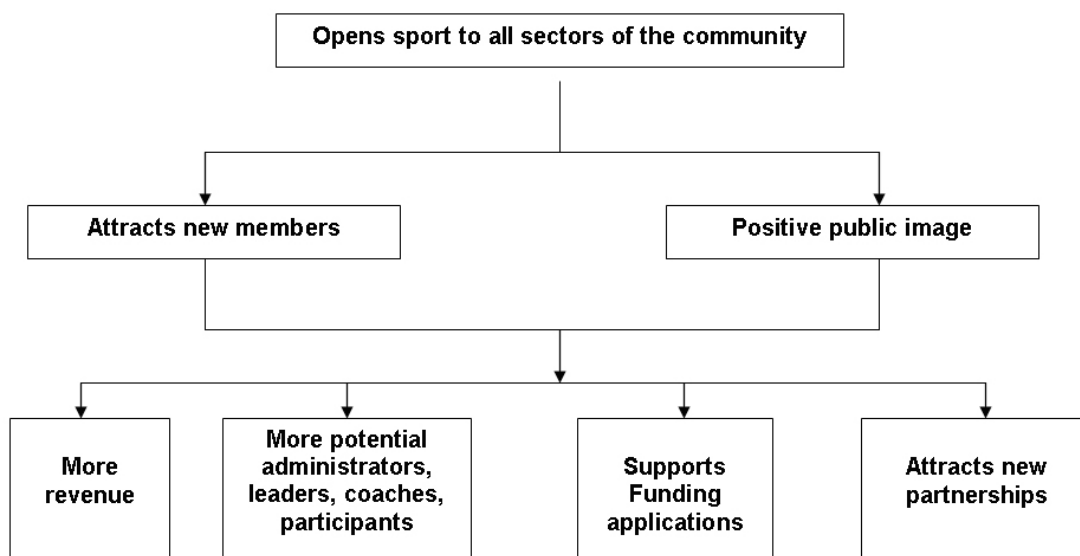 Opens sport to all sectors of the community
Attracts new members
Positive public image
More
revenue
More potential
administrators,
leaders, coaches,
participants
Supports
Funding
applications
Attracts new
partnerships